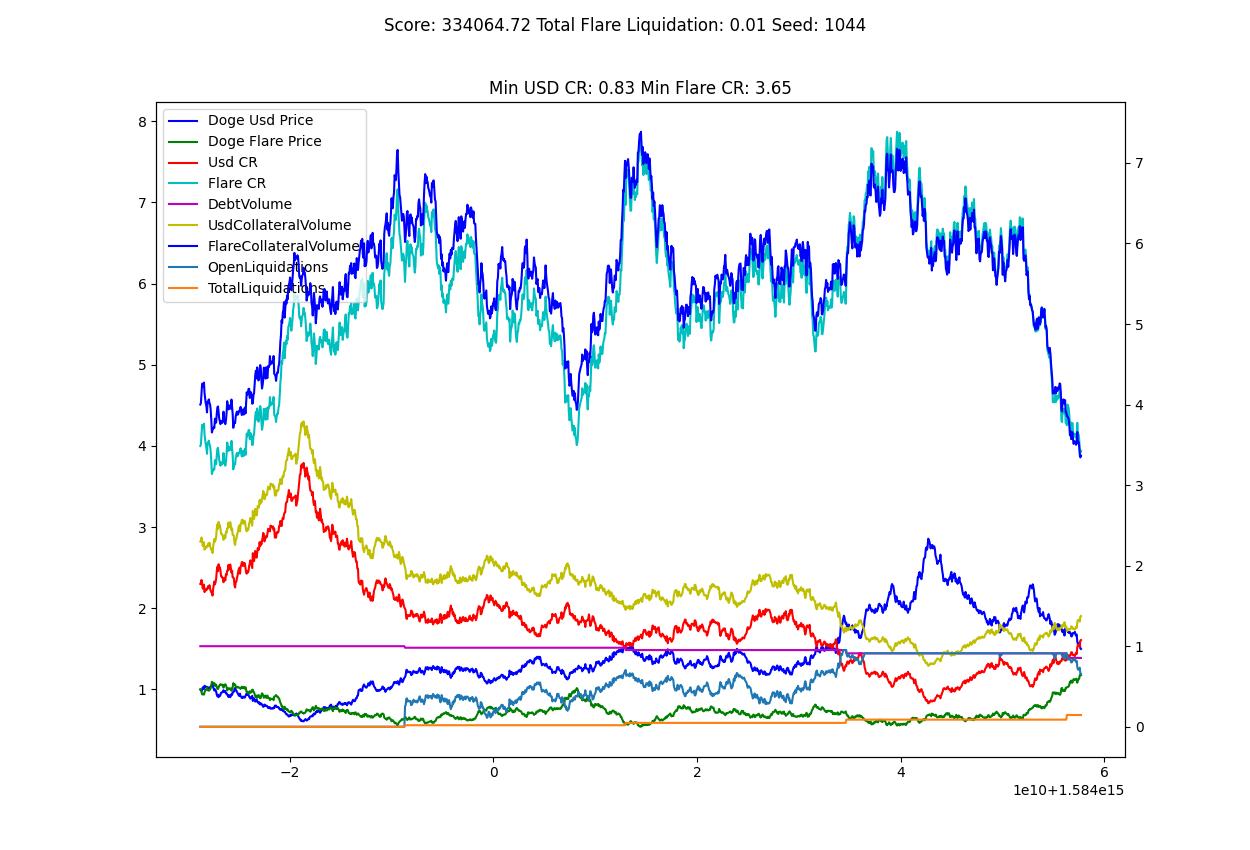 Score: 334064.72 Total Flare Liquidation: 0.01 Seed: 1044
Min USD CR: 0.83 Min Flare CR: 3.65
Doge Usd Price
Doge Flare Price
Usd CR
Flare CR
DebtVolume
UsdCollateralVolume
FlareCollateralVolume
OpenLiquidations
TotalLiquidations
8
7
6
5
4
3
2
1
7
6
5
4
3
2
1
0
−2 0 2 4 6
1e10+1.584e15